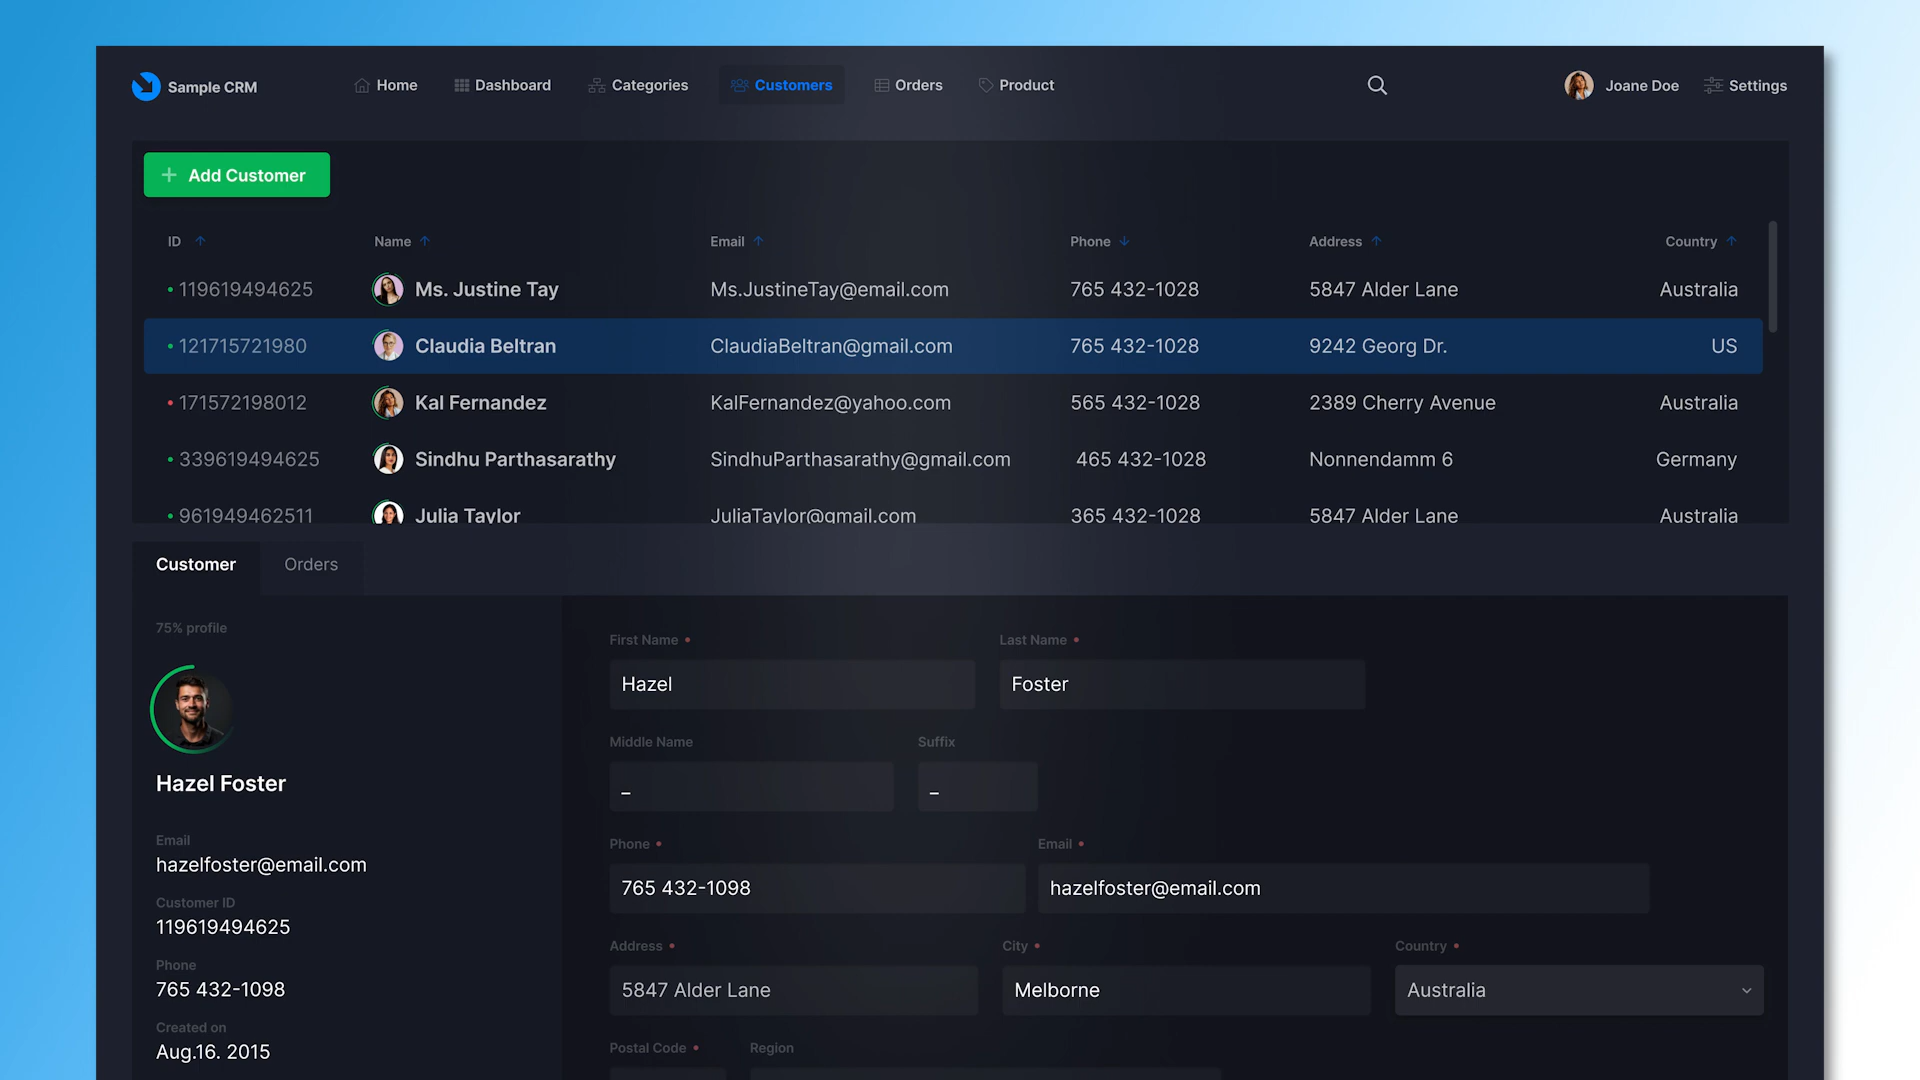 Sample CRM Home Dashboard Categories Customers Orders Product Joane Doe Settings
+ Add Customer
ID Name Email Phone Address Country
119619494625 Ms. Justine Tay Ms.JustineTay@email.com 765 432-1028 5847 Alder Lane Australia
121715721980 Claudia Beltran ClaudiaBeltran@gmail.com 765 432-1028 9242 Georg Dr. US
171572198012 Kal Fernandez KalFernandez@yahoo.com 565 432-1028 2389 Cherry Avenue Australia
339619494625 Sindhu Parthasarathy SindhuParthasarathy@gmail.com 465 432-1028 Nonnendamm 6 Germany
961949462511 Julia Taylor JuliaTaylor@gmail.com 365 432-1028 5847 Alder Lane Australia
Customer Orders
75% profile
Hazel Foster
Email
hazelfoster@email.com
Customer ID
119619494625
Phone
765 432-1098
Created on
Aug.16. 2015
First Name • Last Name •
Hazel Foster
Middle Name Suffix
– –
Phone • Email •
765 432-1098 hazelfoster@email.com
Address • City • Country •
5847 Alder Lane Melborne Australia
Postal Code • Region